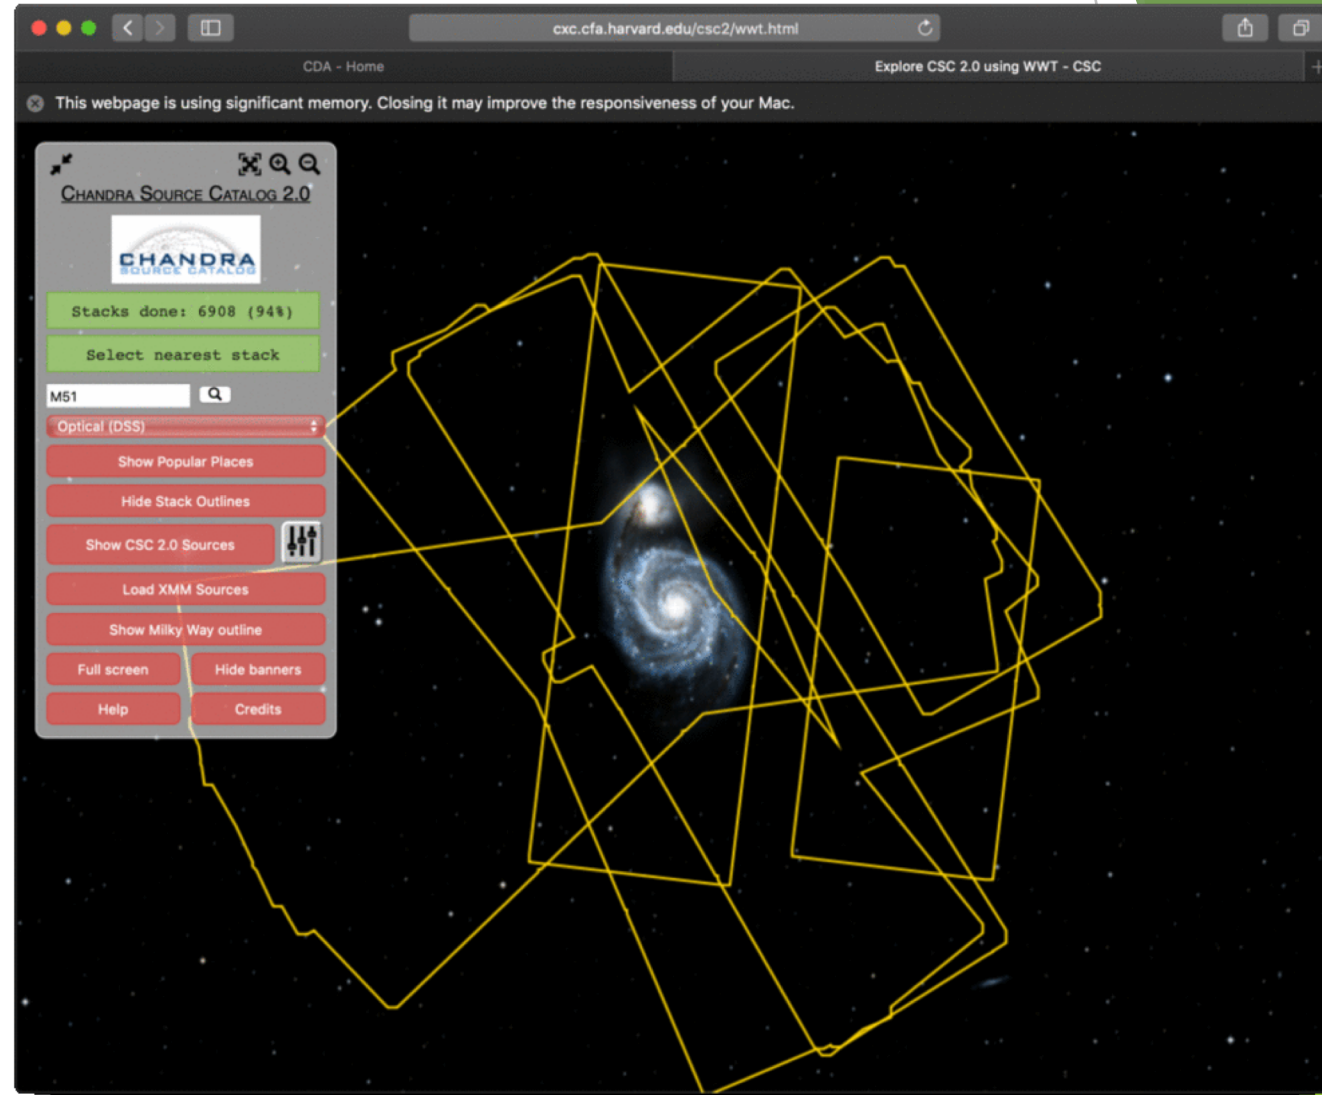 cxc.cfa.harvard.edu/csc2/wwt.html
CDA - Home
Explore CSC 2.0 using WWT - CSC
This webpage is using significant memory. Closing it may improve the responsiveness of your Mac.
CHANDRA SOURCE CATALOG 2.0
CHANDRA
SOURCE CATALOG
Stacks done: 6908 (94%)
Select nearest stack
M51
Optical (DSS)
Show Popular Places
Hide Stack Outlines
Show CSC 2.0 Sources
Load XMM Sources
Show Milky Way outline
Full screen
Hide banners
Help
Credits